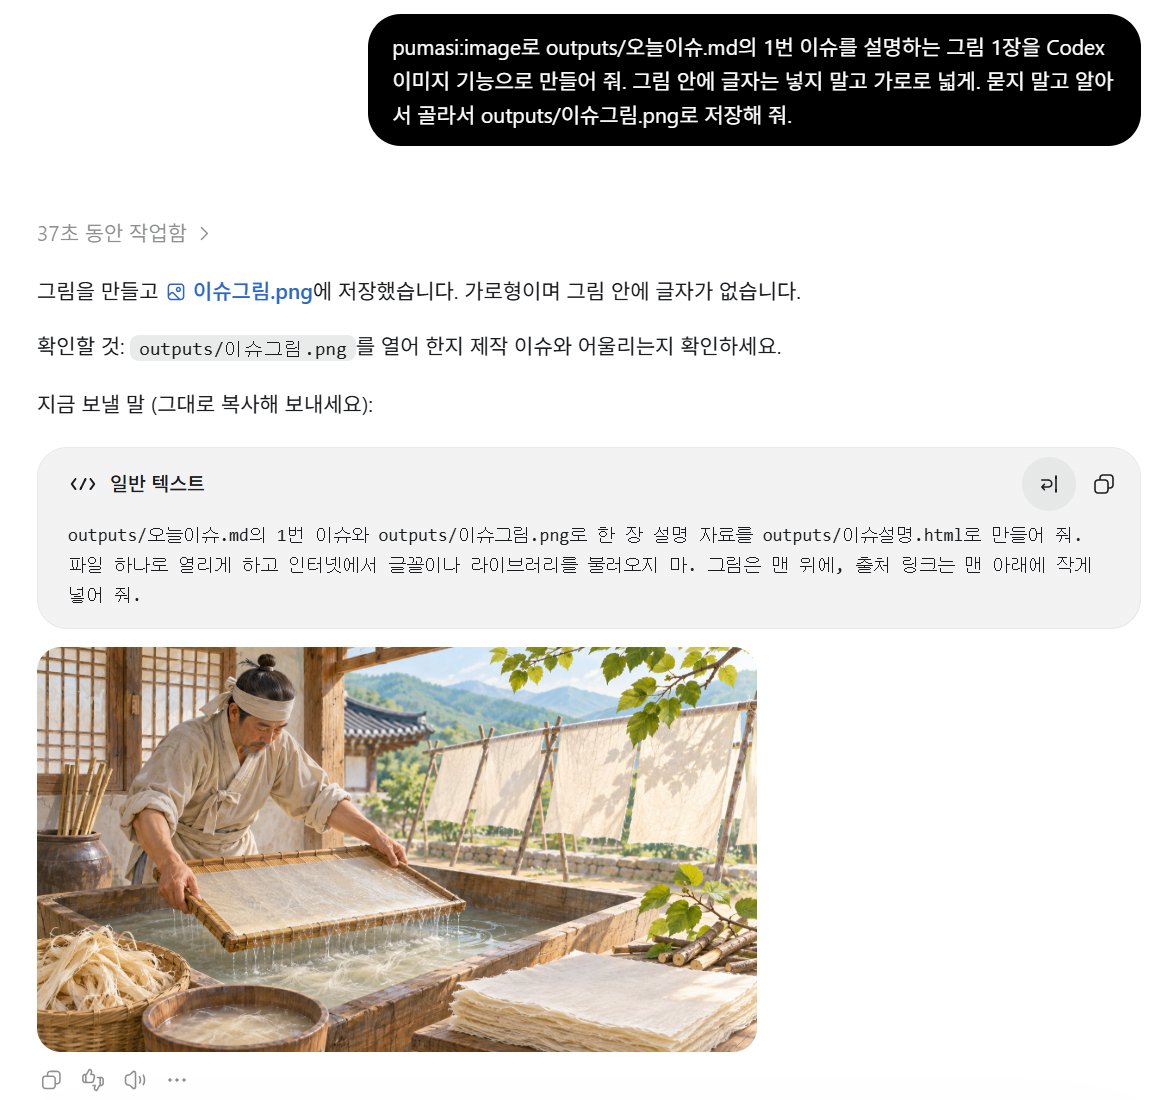 pumasi:image로 outputs/오늘이슈.md의 1번 이슈를 설명하는 그림 1장을 Codex
이미지 기능으로 만들어 줘. 그림 안에 글자는 넣지 말고 가로로 넓게. 묻지 말고 알아
서 골라서 outputs/이슈그림.png로 저장해 줘.
37초 동안 작업함
그림을 만들고 이슈그림.png에 저장했습니다. 가로형이며 그림 안에 글자가 없습니다.
확인할 것: outputs/이슈그림.png를 열어 한지 제작 이슈와 어울리는지 확인하세요.
지금 보낼 말 (그대로 복사해 보내세요):
일반 텍스트
outputs/오늘이슈.md의 1번 이슈와 outputs/이슈그림.png로 한 장 설명 자료를 outputs/이슈설명.html로 만들어 줘.
파일 하나로 열리게 하고 인터넷에서 글꼴이나 라이브러리를 불러오지 마. 그림은 맨 위에, 출처 링크는 맨 아래에 작게
넣어 줘.